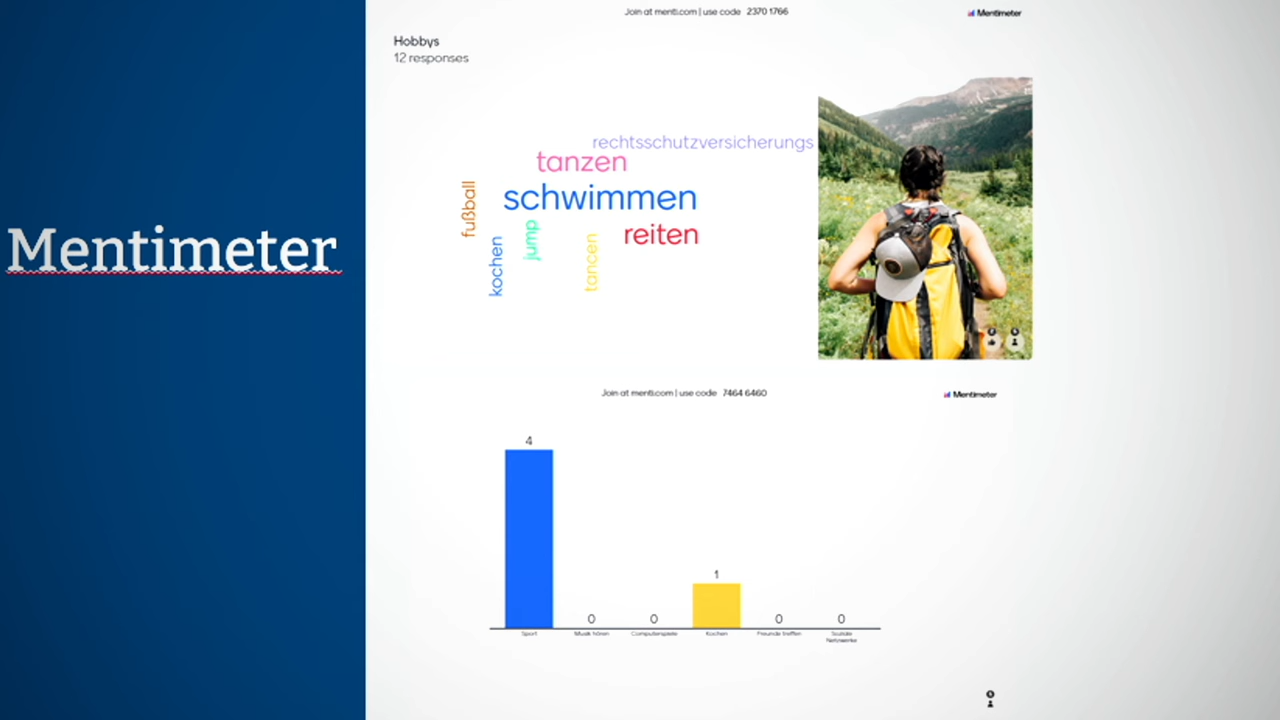 Mentimeter
Join at menti.com | use code 2370 1766
Mentimeter
Hobbys
12 responses
rechtsschutzversicherungs
tanzen
fußball
schwimmen
jump
reiten
kochen
tancen
Join at menti.com | use code 7464 6460
Mentimeter
4
0
0
1
0
0
Sport
Musik hören
Computerspiele
Kochen
Freunde treffen
Soziale
Netzwerke